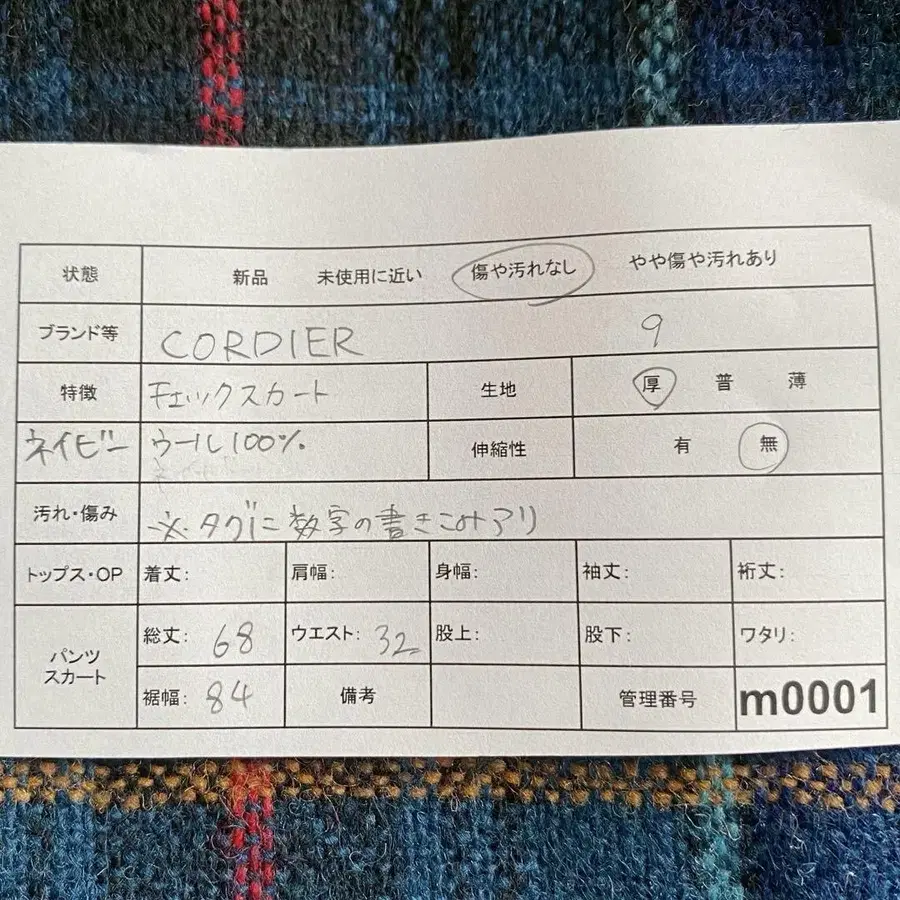 状態 新品 未使用に近い 傷や汚れなし やや傷や汚れあり
ブランド等 CORDIER 9
特徴 チェックスカート 生地 厚 普 薄
ネイビー ウール100% 伸縮性 有 無
汚れ・傷み ※タグに数字の書きこみアリ
トップス・OP 着丈: 肩幅: 身幅: 袖丈: 裄丈:
パンツ スカート 総丈: 68 ウエスト: 32 股上: 股下: ワタリ:
裾幅: 84 備考 管理番号 m0001